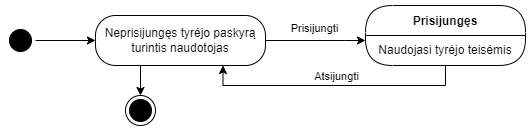 Neprisijungęs tyrėjo paskyrą
turintis naudotojas
Prisijungti
Prisijungęs
Naudojasi tyrėjo teisėmis
Atsijungti